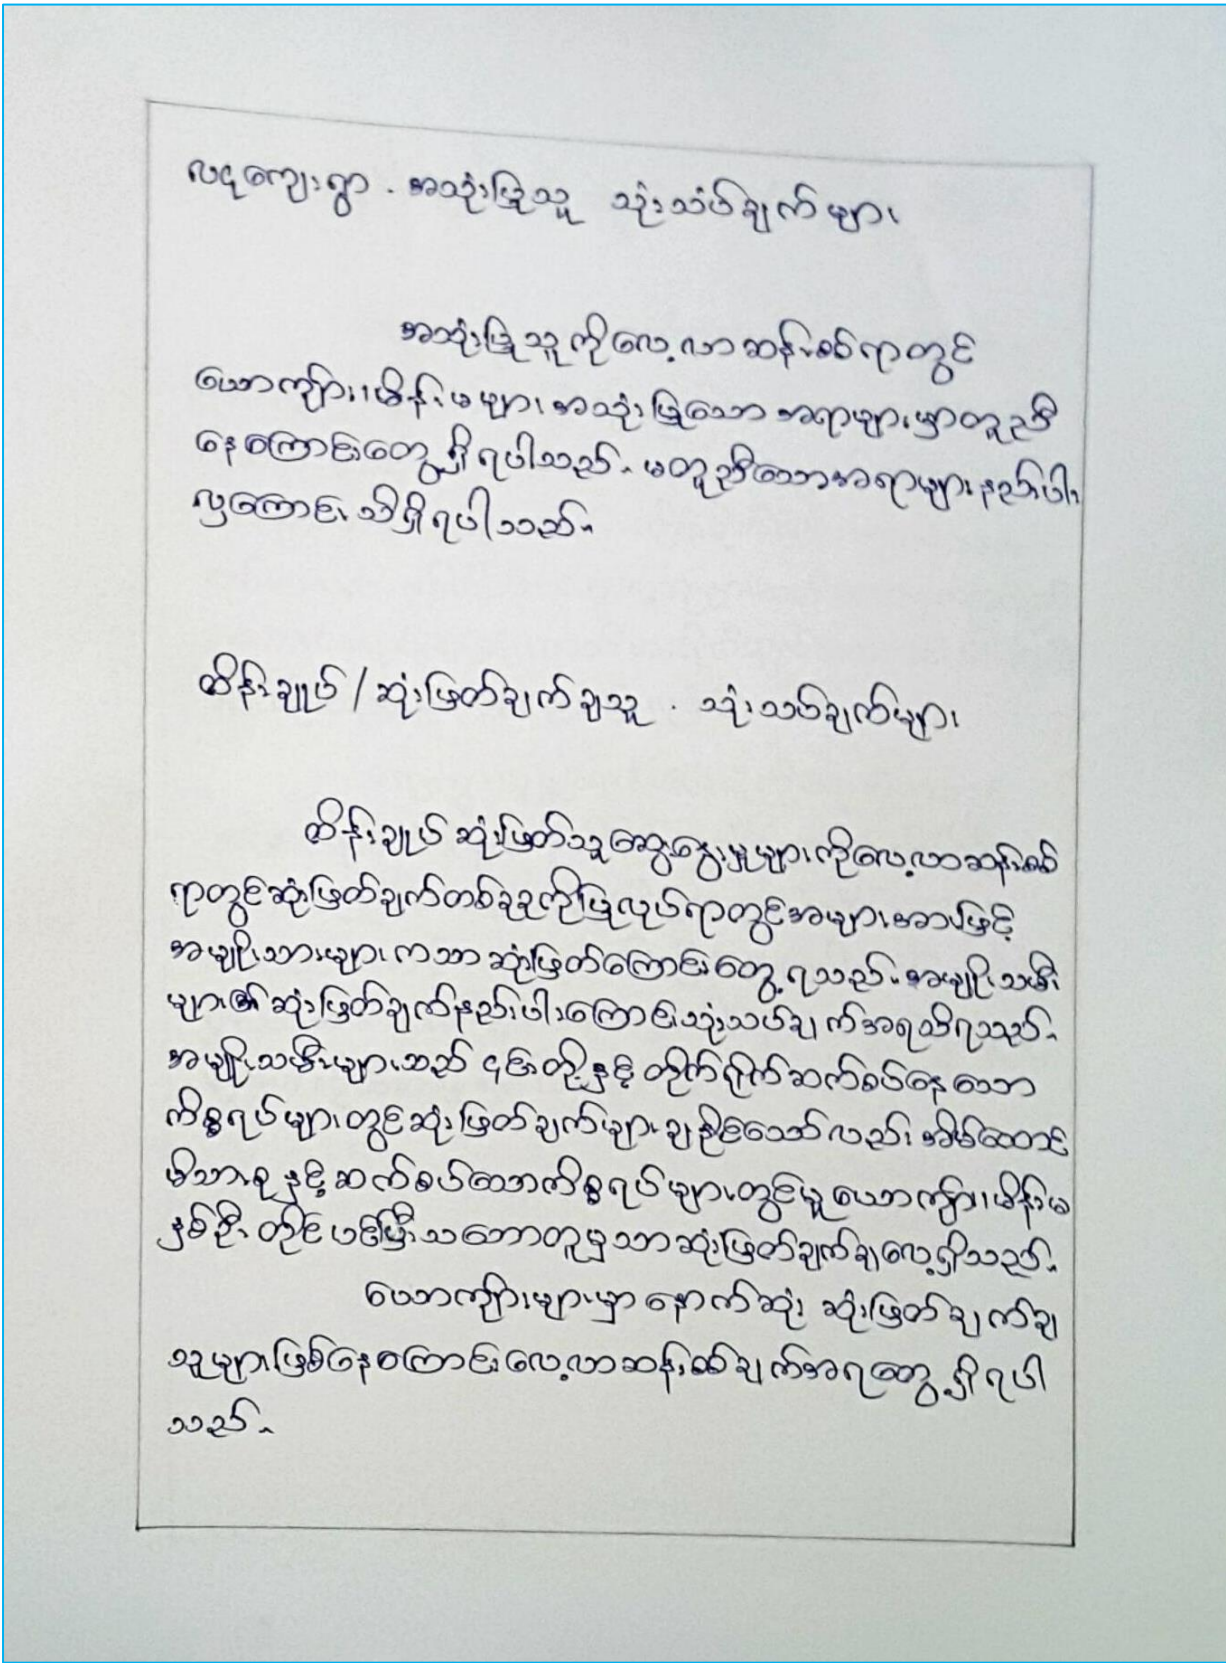 လဒုကျေးရွာ . အသုံးပြုသူ သုံးသပ်ချက်များ
အသုံးပြုသူကိုလေ့လာဆန်းစစ်ရာတွင်
ယောကျ်ား၊မိန်းမများ အသုံးပြုသော အရာများမှာတူညီ
နေကြောင်းတွေ့ရှိရပါသည်။ မတူညီသောအရာများနည်းပါး
လှကြောင်းသိရှိရပါသည်။
ထိန်းချုပ် / ဆုံးဖြတ်ချက်ချသူ . သုံးသပ်ချက်များ
ထိန်းချုပ်ဆုံးဖြတ်သူဆွေးနွေးမှုများကိုလေ့လာဆန်းစစ်
ရာတွင်ဆုံးဖြတ်ချက်တစ်ခုခုကိုပြုလုပ်ရာတွင်အများအားဖြင့်
အမျိုးသားများကသာဆုံးဖြတ်ကြောင်းတွေ့ရသည်။ အမျိုးသမီး
များ၏ဆုံးဖြတ်ချက်နည်းပါးကြောင်းသုံးသပ်ချက်အရသိရသည်။
အမျိုးသမီးများသည် ၎င်းတို့နှင့် တိုက်ရိုက်ဆက်စပ်နေသော
ကိစ္စရပ်များတွင်ဆုံးဖြတ်ချက်များချနိုင်သော်လည်း အိမ်ထောင်
မိသားစုနှင့်ဆက်စပ်သောကိစ္စရပ်များတွင်မူယောကျ်ား၊မိန်းမ
နှစ်ဦးတိုင်ပင်ပြီးသဘောတူမှသာဆုံးဖြတ်ချက်ချလေ့ရှိသည်။
ယောကျ်ားများမှာ နောက်ဆုံး ဆုံးဖြတ်ချက်ချ
သူများဖြစ်နေကြောင်းလေ့လာဆန်းစစ်ချက်အရတွေ့ရှိရပါ
သည်။